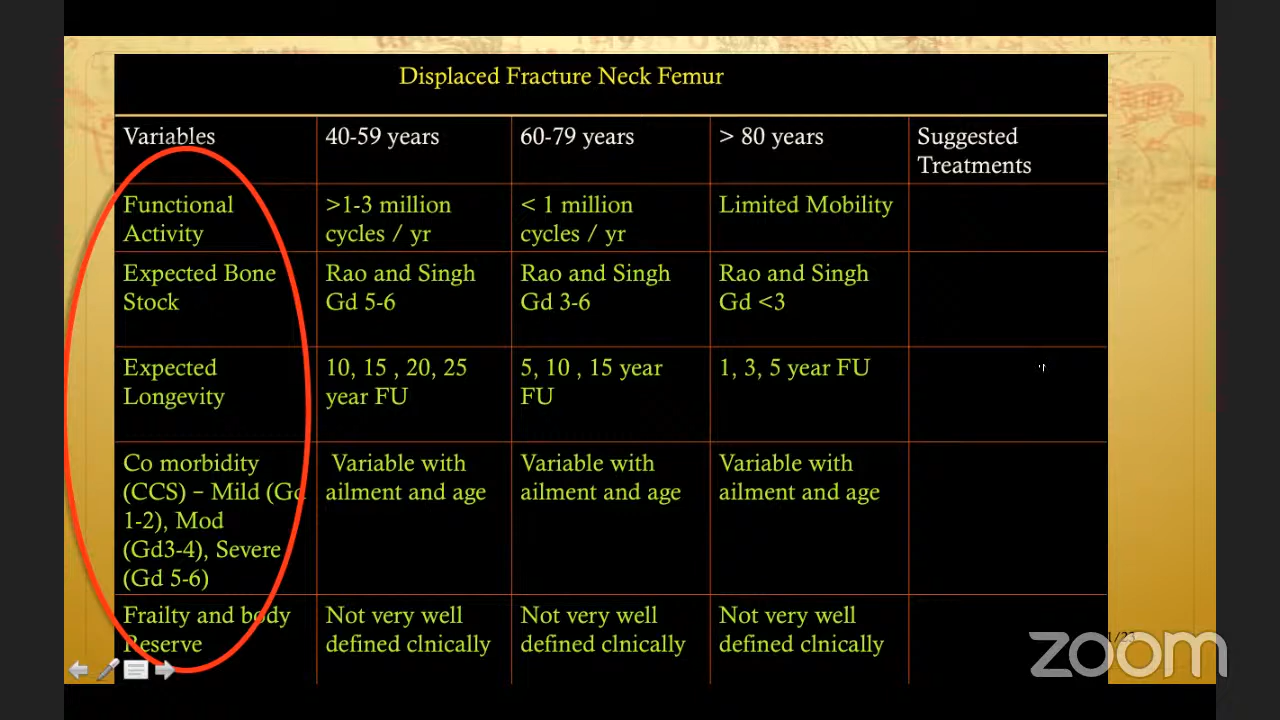 Displaced Fracture Neck Femur
Variables
40-59 years
60-79 years
> 80 years
Suggested
Treatments
Functional
Activity
>1-3 million
cycles / yr
< 1 million
cycles / yr
Limited Mobility
Expected Bone
Stock
Rao and Singh
Gd 5-6
Rao and Singh
Gd 3-6
Rao and Singh
Gd <3
Expected
Longevity
10, 15 , 20, 25
year FU
5, 10 , 15 year
FU
1, 3, 5 year FU
Co morbidity
(CCS) – Mild (Gd
1-2), Mod
(Gd3-4), Severe
(Gd 5-6)
Variable with
ailment and age
Variable with
ailment and age
Variable with
ailment and age
Frailty and body
Reserve
Not very well
defined clnically
Not very well
defined clnically
Not very well
defined clnically
zoom